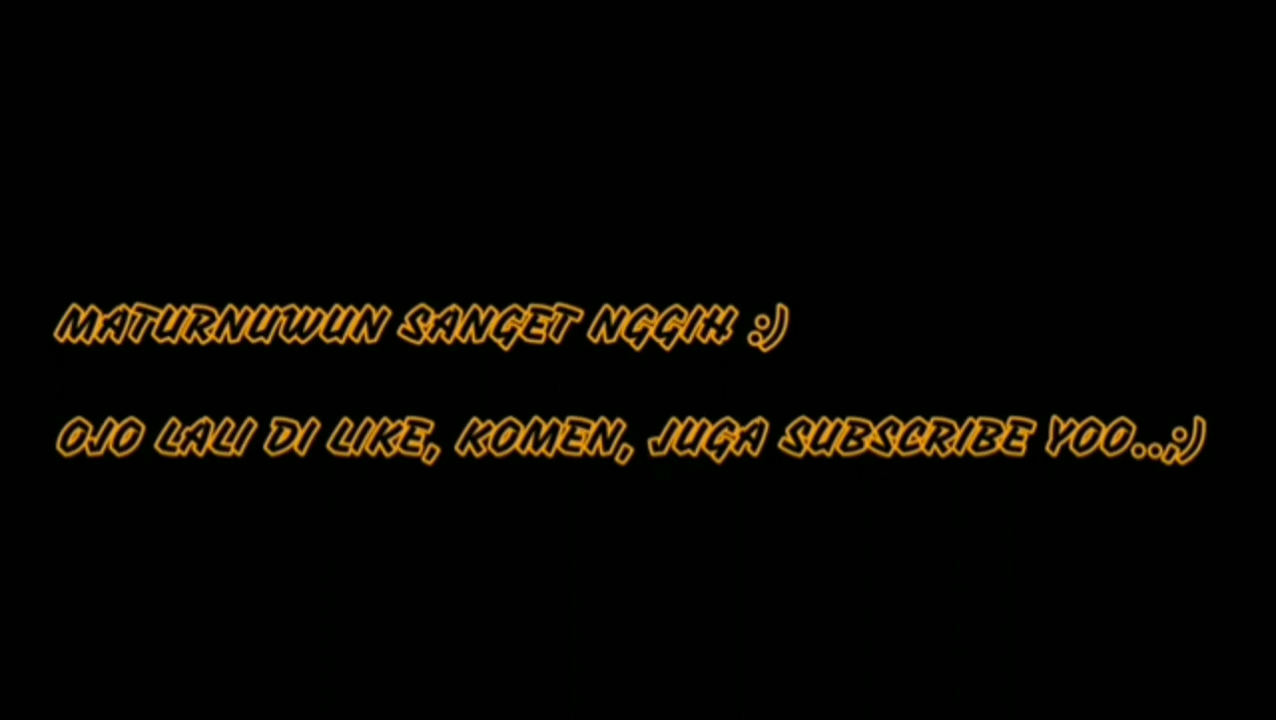 MATURNUWUN SANGET NGGIH :)
OJO LALI DI LIKE, KOMEN, JUGA SUBSCRIBE YOO..;)